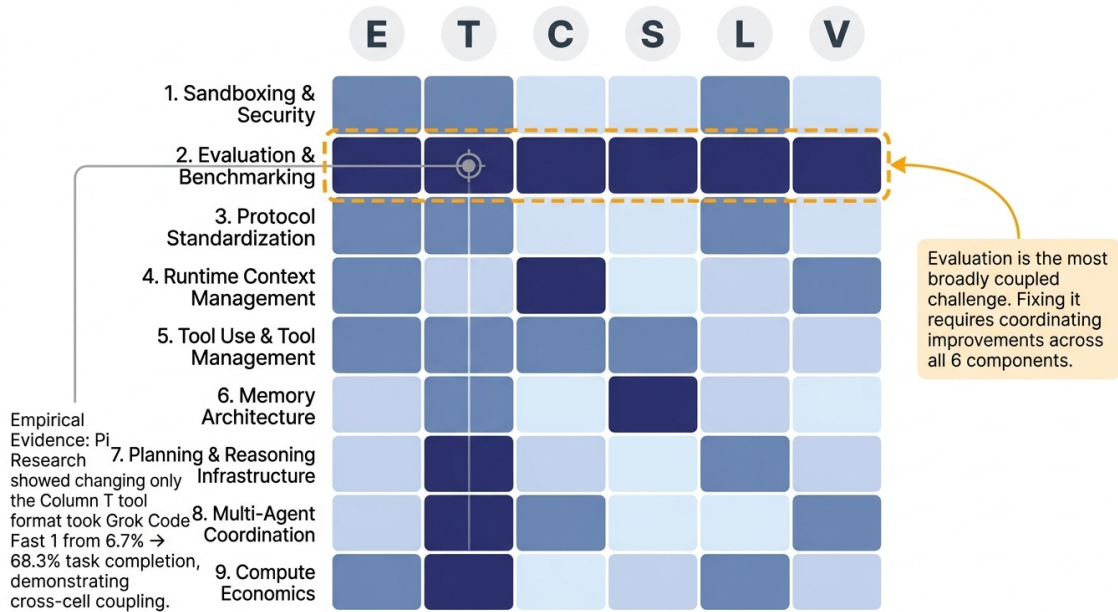 E T C S L V
1. Sandboxing &
Security
2. Evaluation &
Benchmarking
3. Protocol
Standardization
4. Runtime Context
Management
5. Tool Use & Tool
Management
6. Memory
Architecture
7. Planning & Reasoning
Infrastructure
8. Multi-Agent
Coordination
9. Compute
Economics
Evaluation is the most
broadly coupled
challenge. Fixing it
requires coordinating
improvements across
all 6 components.
Empirical
Evidence: Pi
Research
showed changing only
the Column T tool
format took Grok Code
Fast 1 from 6.7% →
68.3% task completion,
demonstrating
cross-cell coupling.